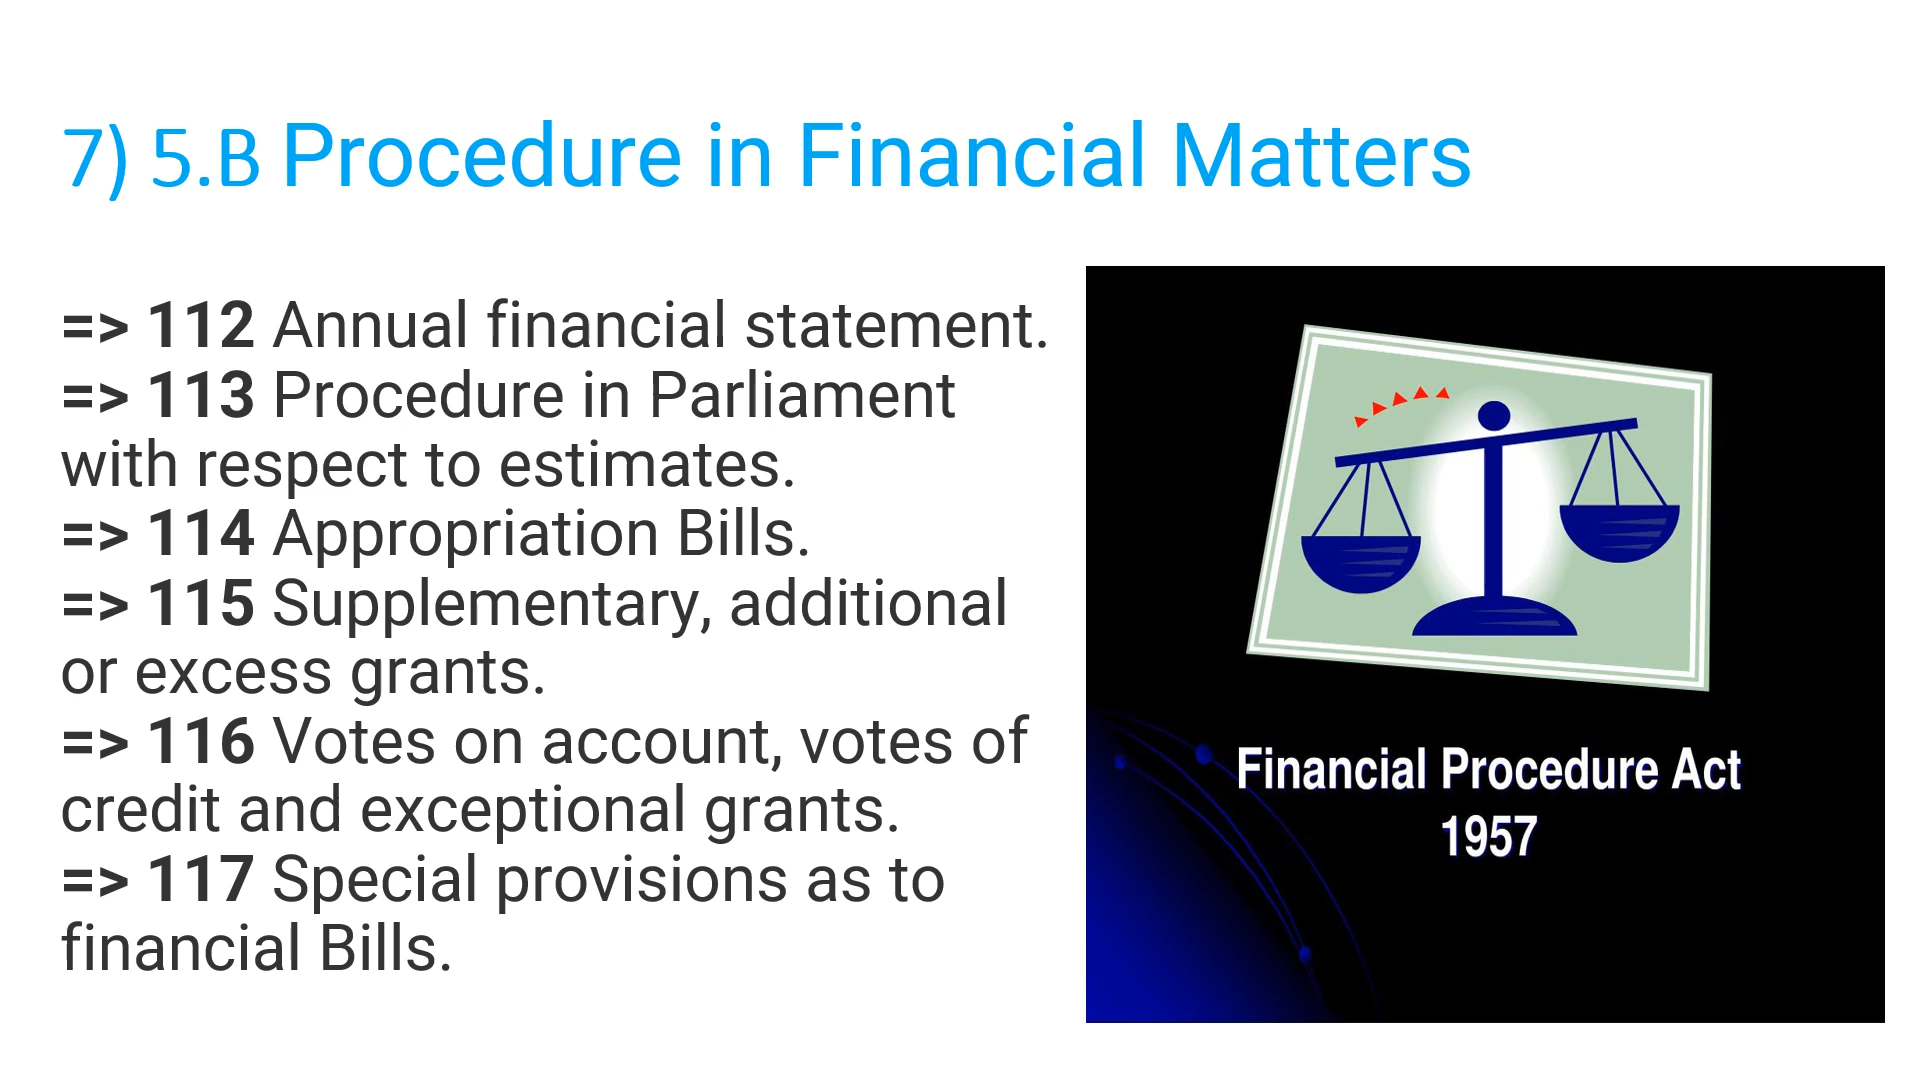 7) 5.B Procedure in Financial Matters
=> 112 Annual financial statement.
=> 113 Procedure in Parliament
with respect to estimates.
=> 114 Appropriation Bills.
=> 115 Supplementary, additional
or excess grants.
=> 116 Votes on account, votes of
credit and exceptional grants.
=> 117 Special provisions as to
financial Bills.
Financial Procedure Act
1957